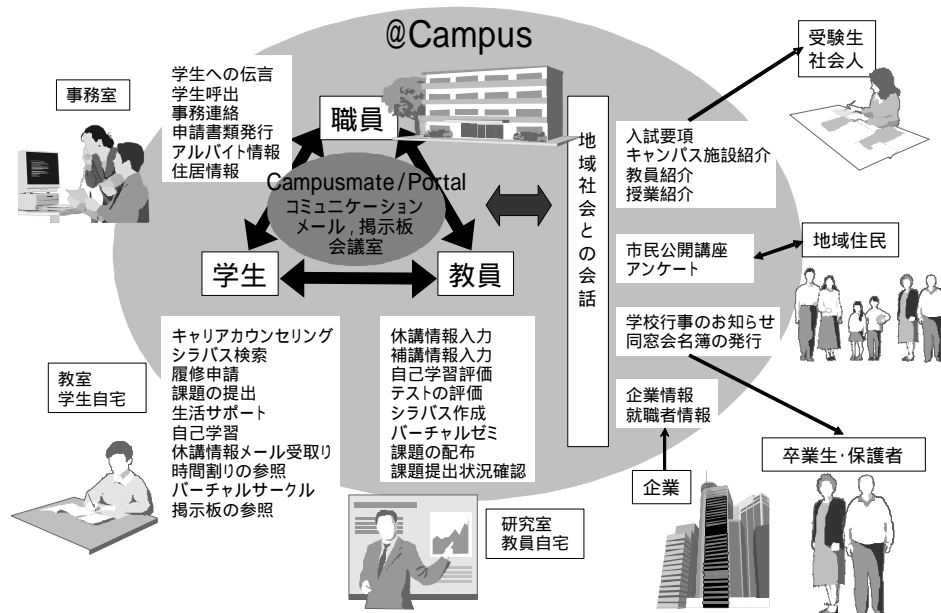 @Campus
事務室
学生への伝言
学生呼出
事務連絡
申請書類発行
アルバイト情報
住居情報
職員
Campusmate/Portal
コミュニケーション
メール,掲示板
会議室
学生
教員
地域社会との会話
受験生
社会人
入試要項
キャンパス施設紹介
教員紹介
授業紹介
市民公開講座
アンケート
地域住民
学校行事のお知らせ
同窓会名簿の発行
企業情報
就職者情報
企業
卒業生・保護者
教室
学生自宅
キャリアカウンセリング
シラバス検索
履修申請
課題の提出
生活サポート
自己学習
休講情報メール受取り
時間割りの参照
バーチャルサークル
掲示板の参照
休講情報入力
補講情報入力
自己学習評価
テストの評価
シラバス作成
バーチャルゼミ
課題の配布
課題提出状況確認
研究室
教員自宅